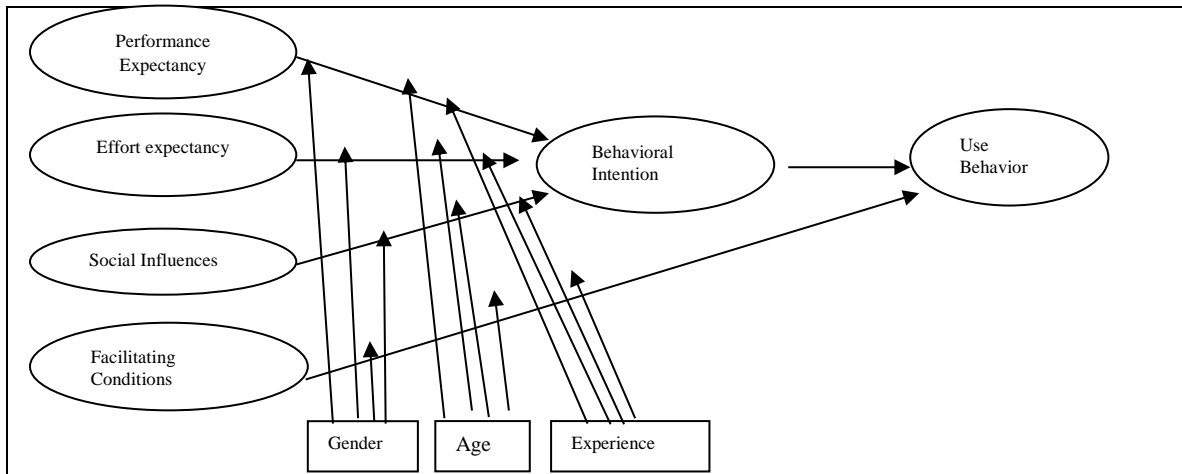 Performance
Expectancy
Effort expectancy
Behavioral
Intention
Use
Behavior
Social Influences
Facilitating
Conditions
Gender
Age
Experience